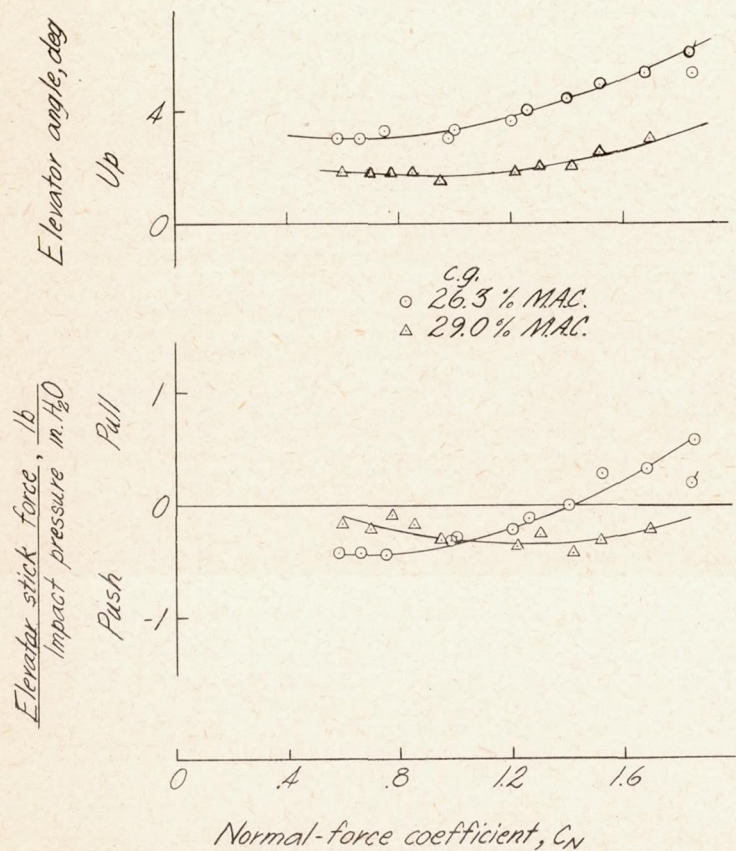 Elevator angle, deg
Up
4
0
c.g.
⊙ 26.3 % M.A.C.
△ 29.0 % M.A.C.
Elevator stick force, lb
Impact pressure in. H₂O
Pull
Push
1
0
-1
0 .4 .8 1.2 1.6
Normal-force coefficient, C_N